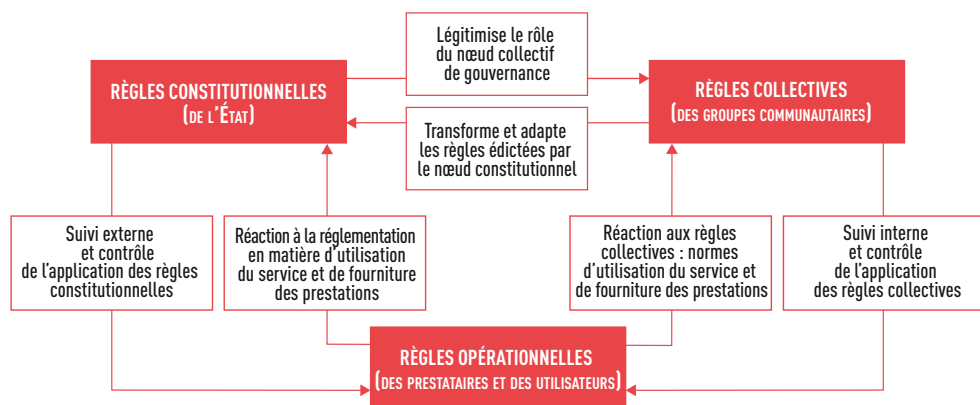 Légitimise le rôle
du nœud collectif
de gouvernance
RÈGLES CONSTITUTIONNELLES
(DE L'ÉTAT)
RÈGLES COLLECTIVES
(DES GROUPES COMMUNAUTAIRES)
Transforme et adapte
les règles édictées par
le nœud constitutionnel
Suivi externe
et contrôle
de l'application des règles
constitutionnelles
Réaction à la réglementation
en matière d'utilisation
du service et de fourniture
des prestations
Réaction aux règles
collectives : normes
d'utilisation du service et
de fourniture des prestations
Suivi interne
et contrôle
de l'application
des règles collectives
RÈGLES OPÉRATIONNELLES
(DES PRESTATAIRES ET DES UTILISATEURS)